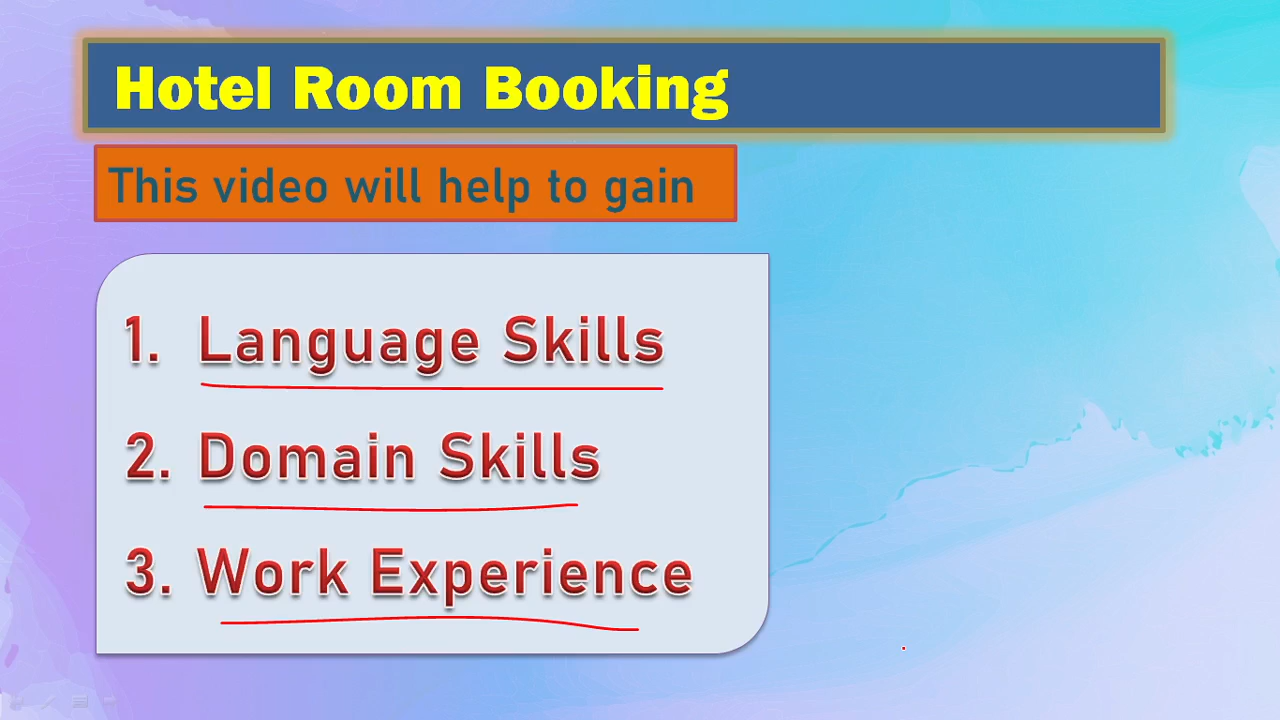 Hotel Room Booking
This video will help to gain
1. Language Skills
2. Domain Skills
3. Work Experience